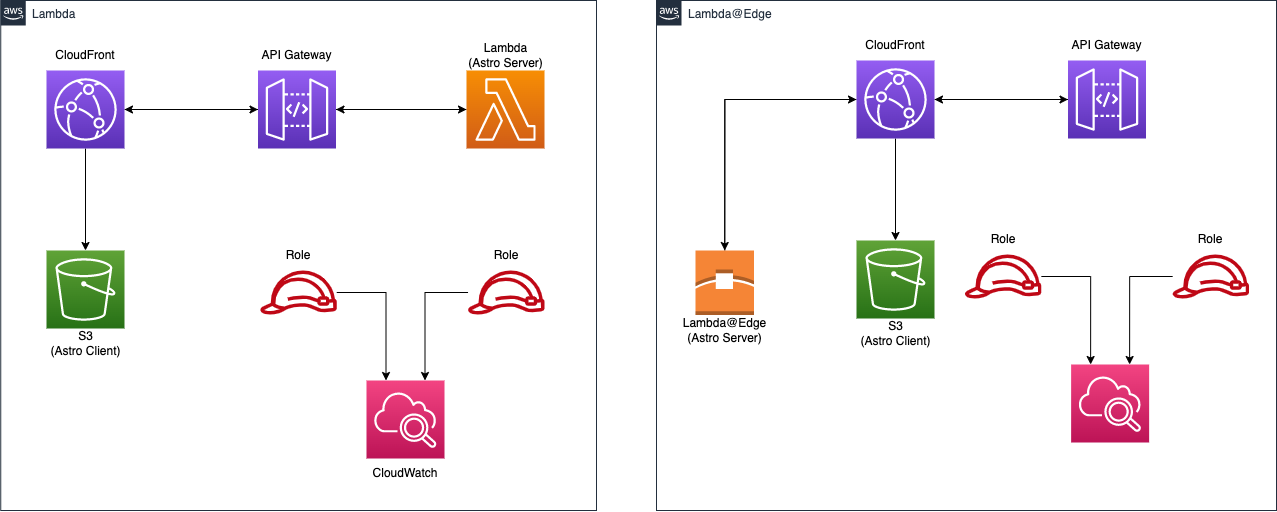 aws
Lambda
CloudFront
API Gateway
Lambda
(Astro Server)
S3
(Astro Client)
Role
Role
CloudWatch
aws
Lambda@Edge
CloudFront
API Gateway
Lambda@Edge
(Astro Server)
S3
(Astro Client)
Role
Role